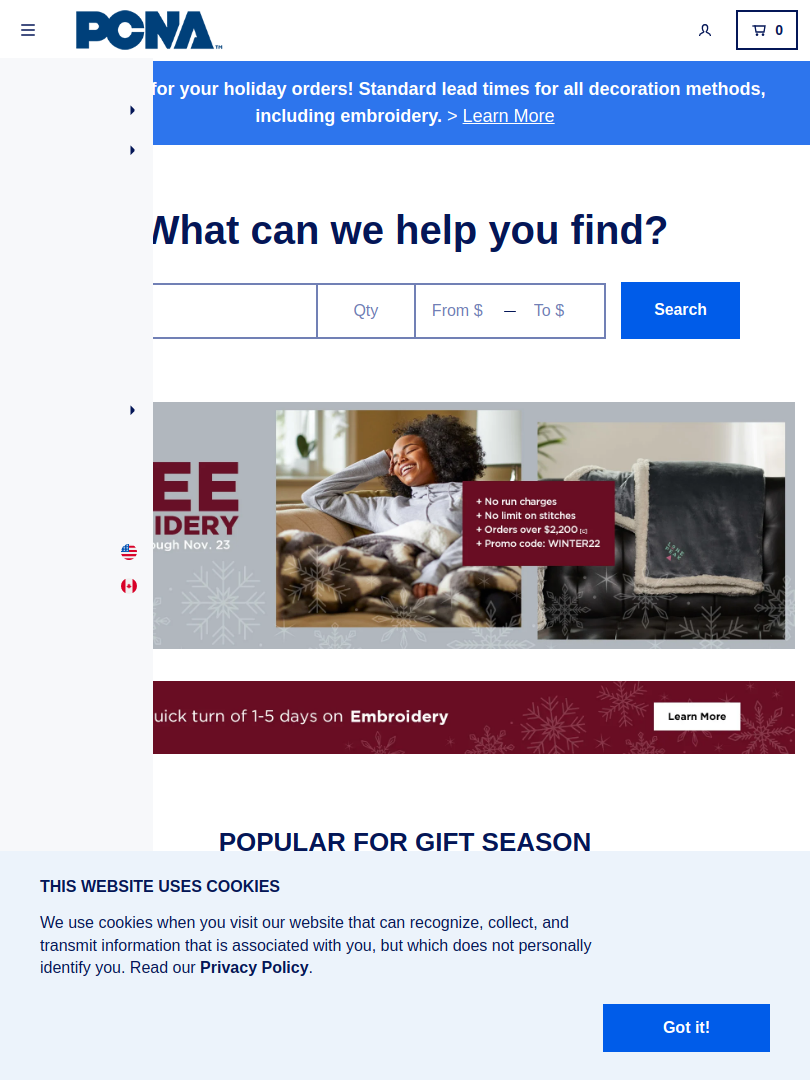 PCNA™
0
for your holiday orders! Standard lead times for all decoration methods,
including embroidery. > Learn More
What can we help you find?
Qty
From $ — To $
Search
+ No run charges
+ No limit on stitches
+ Orders over $2,200 [C]
+ Promo code: WINTER22
EE
IDERY
ough Nov. 23
LONE
PEAK
uick turn of 1-5 days on Embroidery
Learn More
POPULAR FOR GIFT SEASON
THIS WEBSITE USES COOKIES
We use cookies when you visit our website that can recognize, collect, and
transmit information that is associated with you, but which does not personally
identify you. Read our Privacy Policy.
Got it!